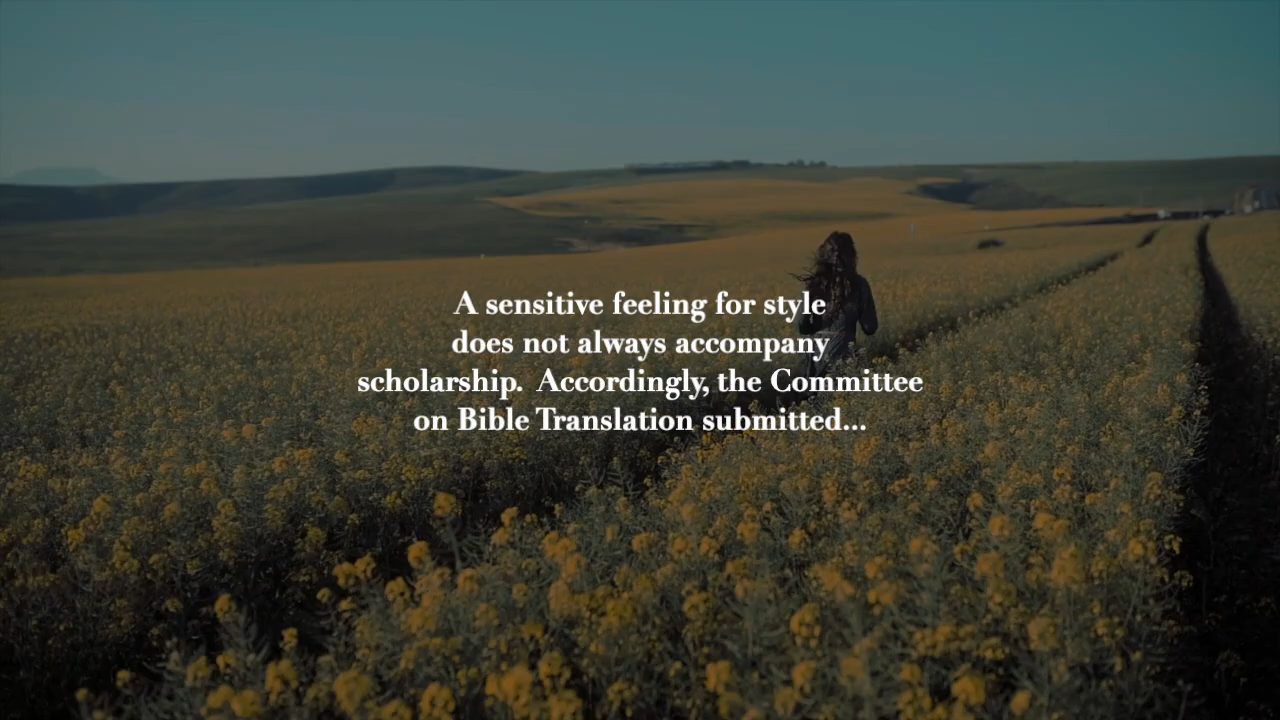 A sensitive feeling for style
does not always accompany
scholarship.  Accordingly, the Committee
on Bible Translation submitted...